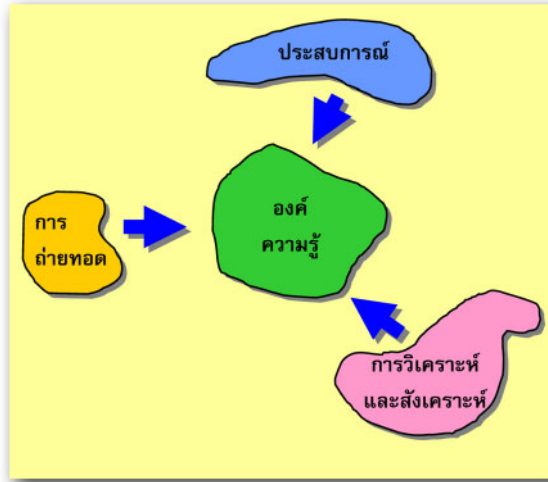 ประสบการณ์
องค์
ความรู้
การ
ถ่ายทอด
การวิเคราะห์
และสังเคราะห์